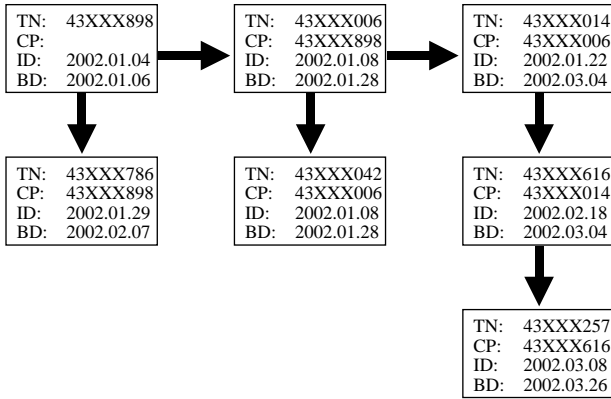 TN: 43XXX898
CP:
ID: 2002.01.04
BD: 2002.01.06
TN: 43XXX006
CP: 43XXX898
ID: 2002.01.08
BD: 2002.01.28
TN: 43XXX014
CP: 43XXX006
ID: 2002.01.22
BD: 2002.03.04
TN: 43XXX786
CP: 43XXX898
ID: 2002.01.29
BD: 2002.02.07
TN: 43XXX042
CP: 43XXX006
ID: 2002.01.08
BD: 2002.01.28
TN: 43XXX616
CP: 43XXX014
ID: 2002.02.18
BD: 2002.03.04
TN: 43XXX257
CP: 43XXX616
ID: 2002.03.08
BD: 2002.03.26